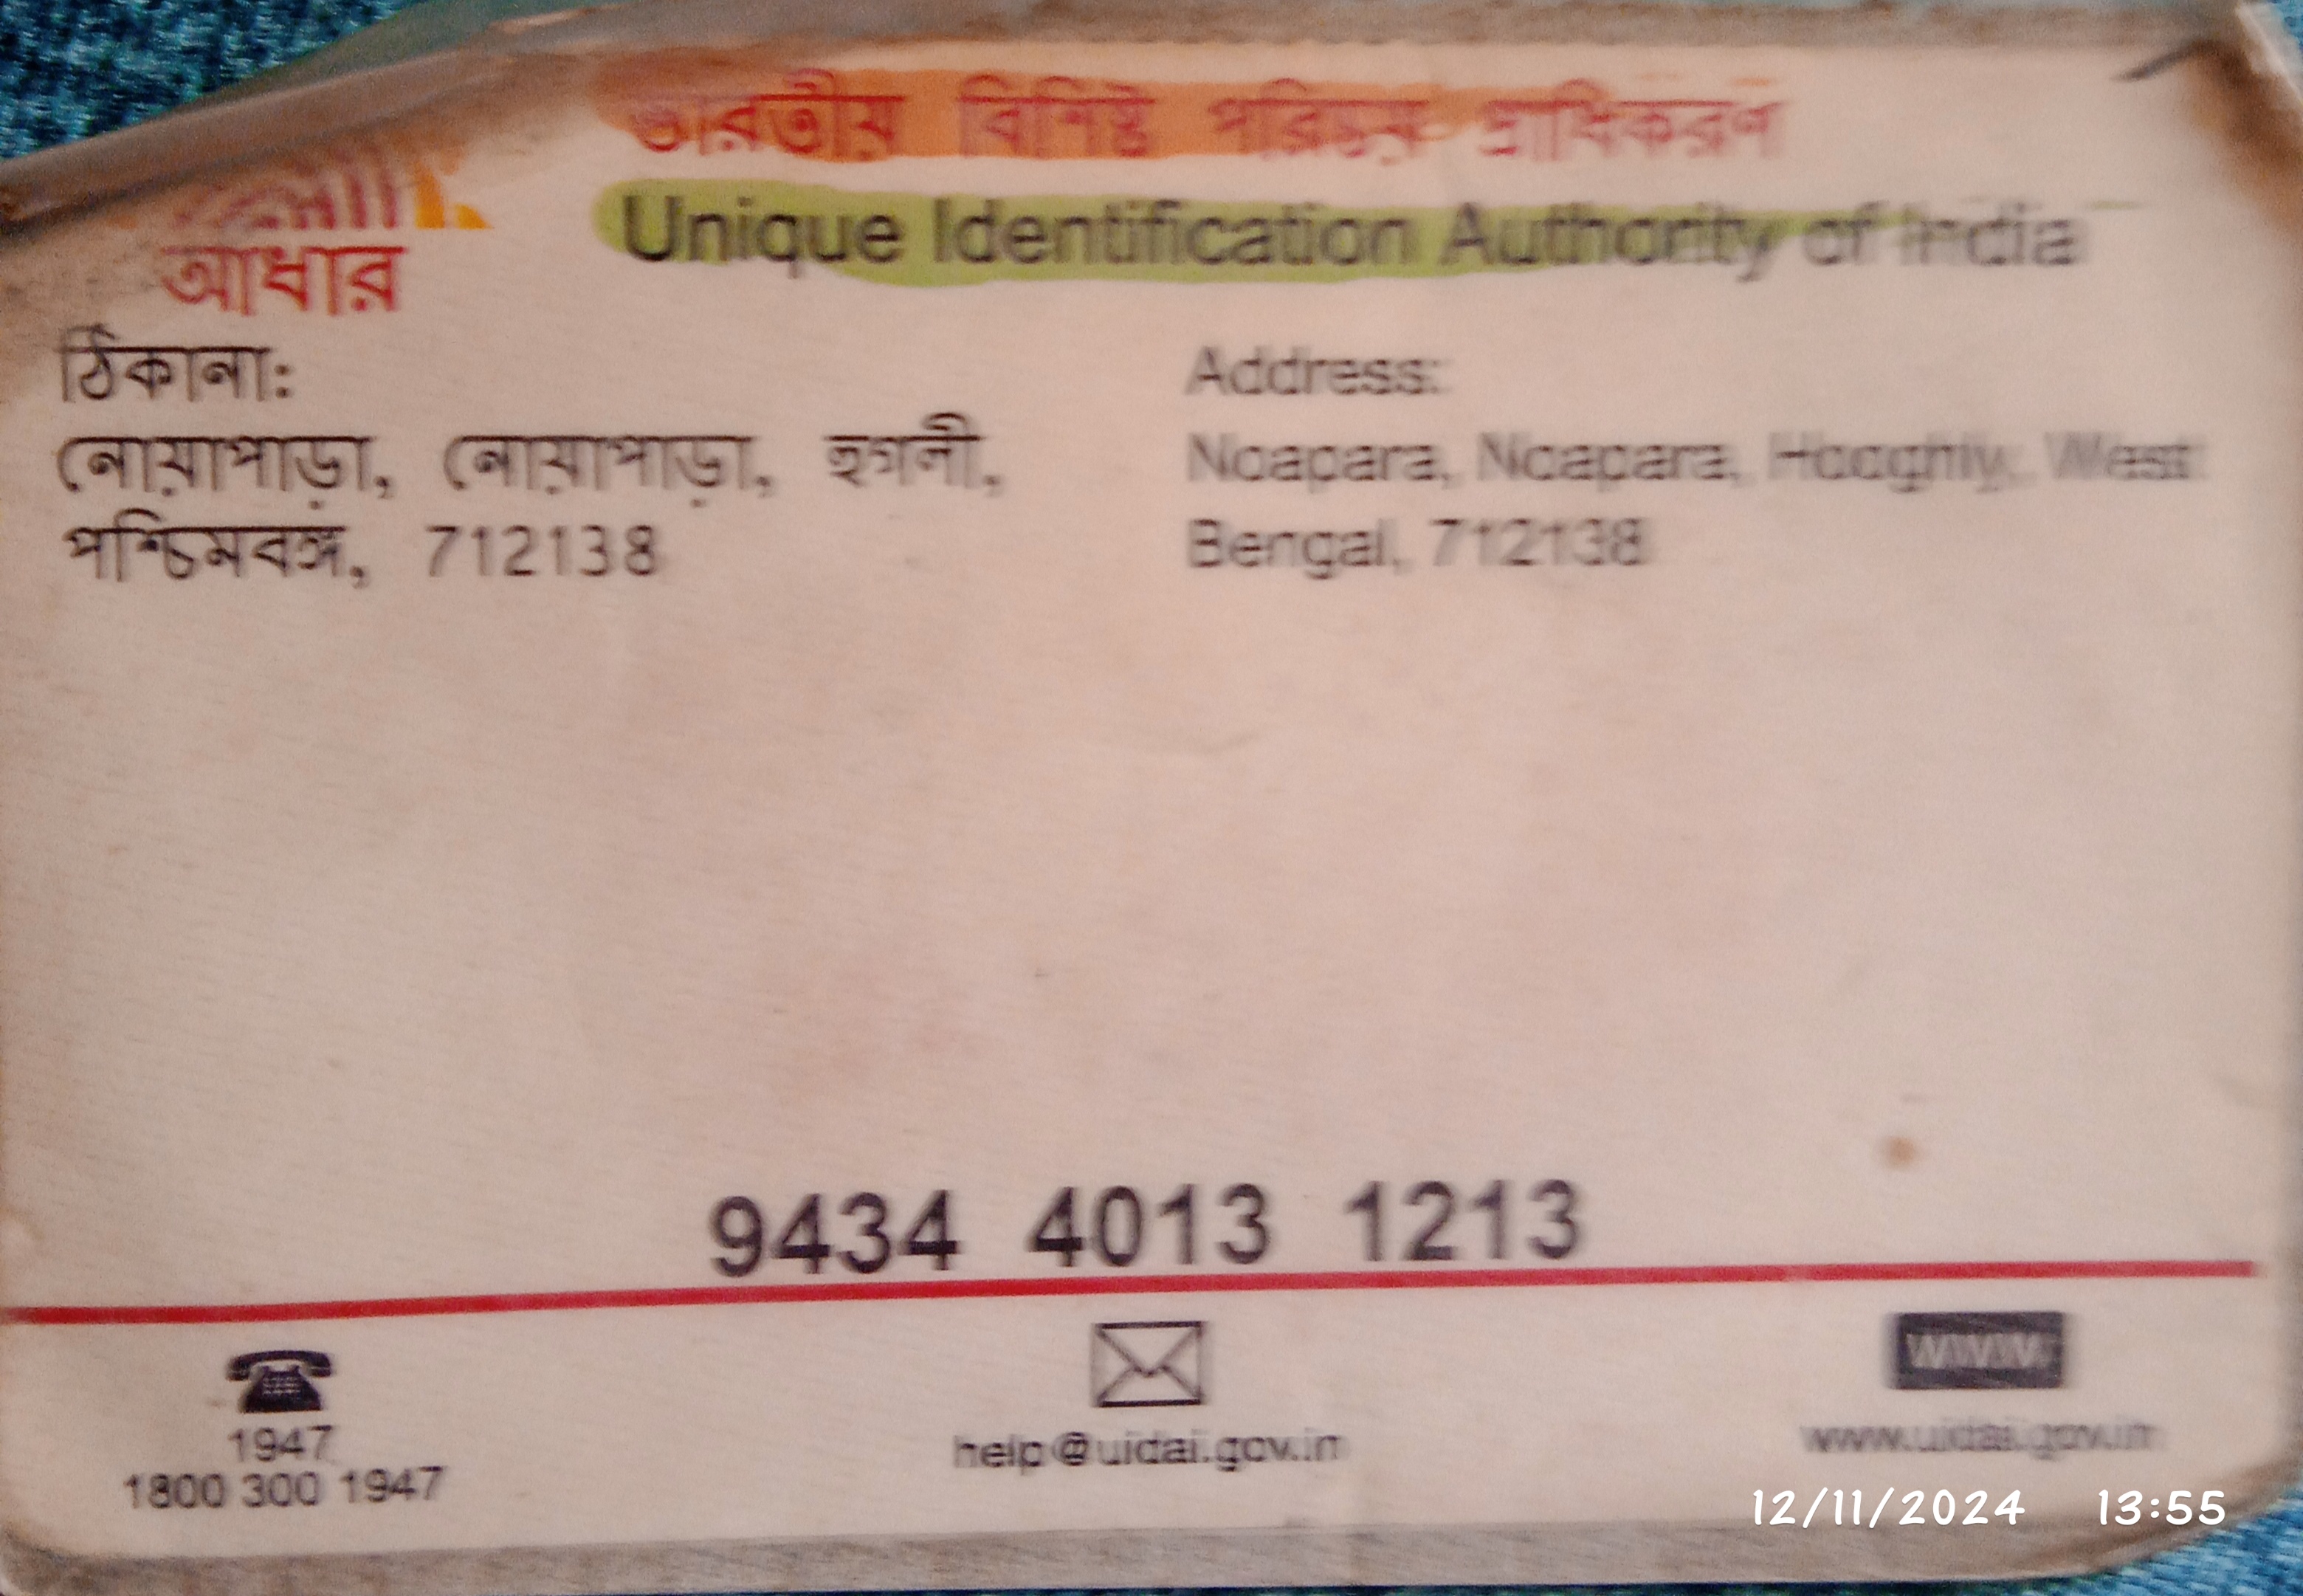 ভারতীয় বিশিষ্ট পরিচয় প্রাধিকরণ
Unique Identification Authority of India
আধার
ঠিকানা:
নোয়াপাড়া, নোয়াপাড়া, হুগলী,
পশ্চিমবঙ্গ, 712138
Address:
Noapara, Noapara, Hooghly, West
Bengal, 712138
9434 4013 1213
1947
1800 300 1947
help@uidai.gov.in
WWW
www.uidai.gov.in
12/11/2024 13:55